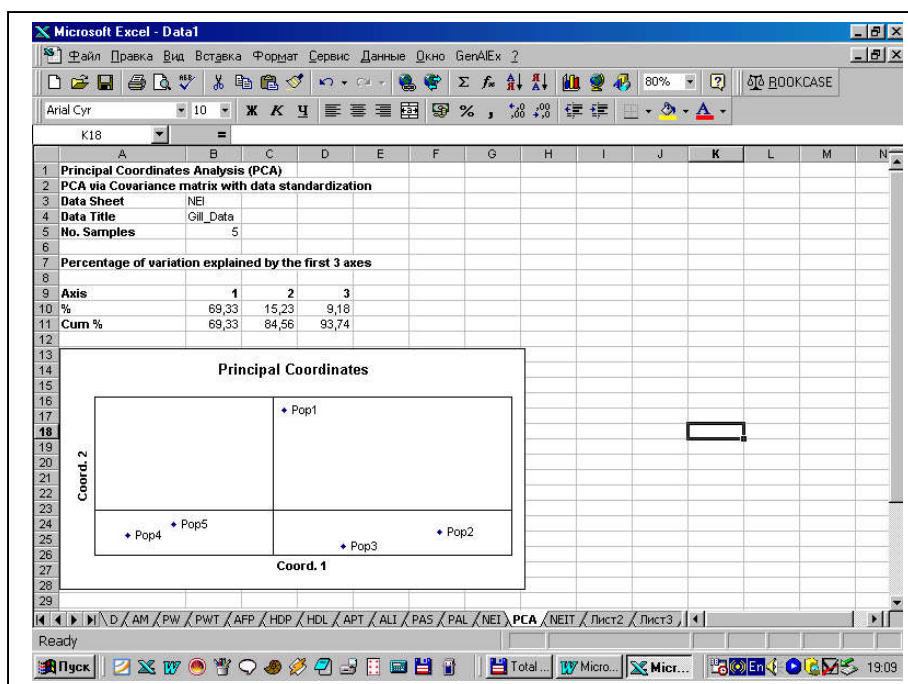 Microsoft Excel - Data1
Файл Правка Вид Вставка Формат Сервис Данные Окно GenAlEx ?
80% BOOKCASE
Arial Cyr 10 Ж К Ч
K18 =
A B C D E F G H I J K L M N
1 Principal Coordinates Analysis (PCA)
2 PCA via Covariance matrix with data standardization
3 Data Sheet NEI
4 Data Title Gill_Data
5 No. Samples 5
6
7 Percentage of variation explained by the first 3 axes
8
9 Axis 1 2 3
10 % 69,33 15,23 9,18
11 Cum % 69,33 84,56 93,74
12
13
14
15
16
17
18
19
20
21
22
23
24
25
26
27
28
29
Principal Coordinates
Pop1
Coord. 2
Pop5
Pop4
Pop2
Pop3
Coord. 1
D / AM / PW / PWT / AFP / HDP / HDL / APT / ALI / PAS / PAL / NEI \ PCA / NEIT / Лист2 / Лист3 /
Ready
Пуск Total ... Micro... Micr... En 19:09